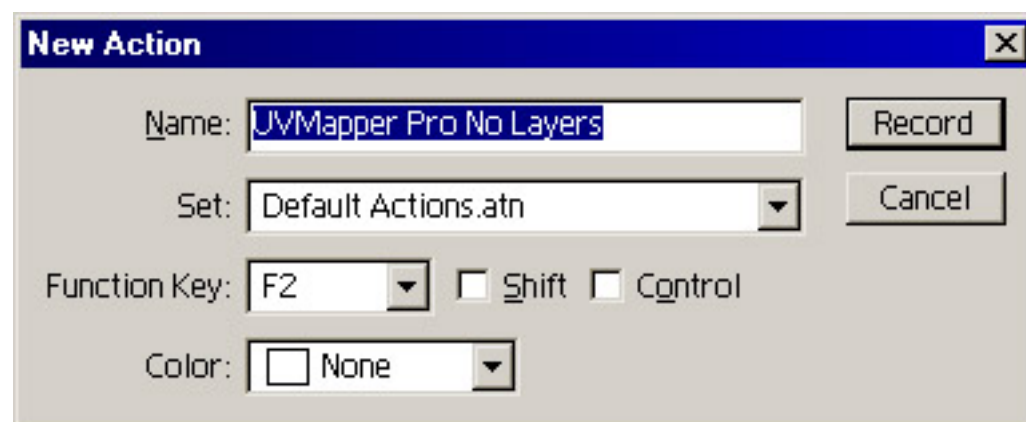 New Action
Name: UVMapper Pro No Layers Record
Set: Default Actions.atn Cancel
Function Key: F2 Shift Control
Color: None